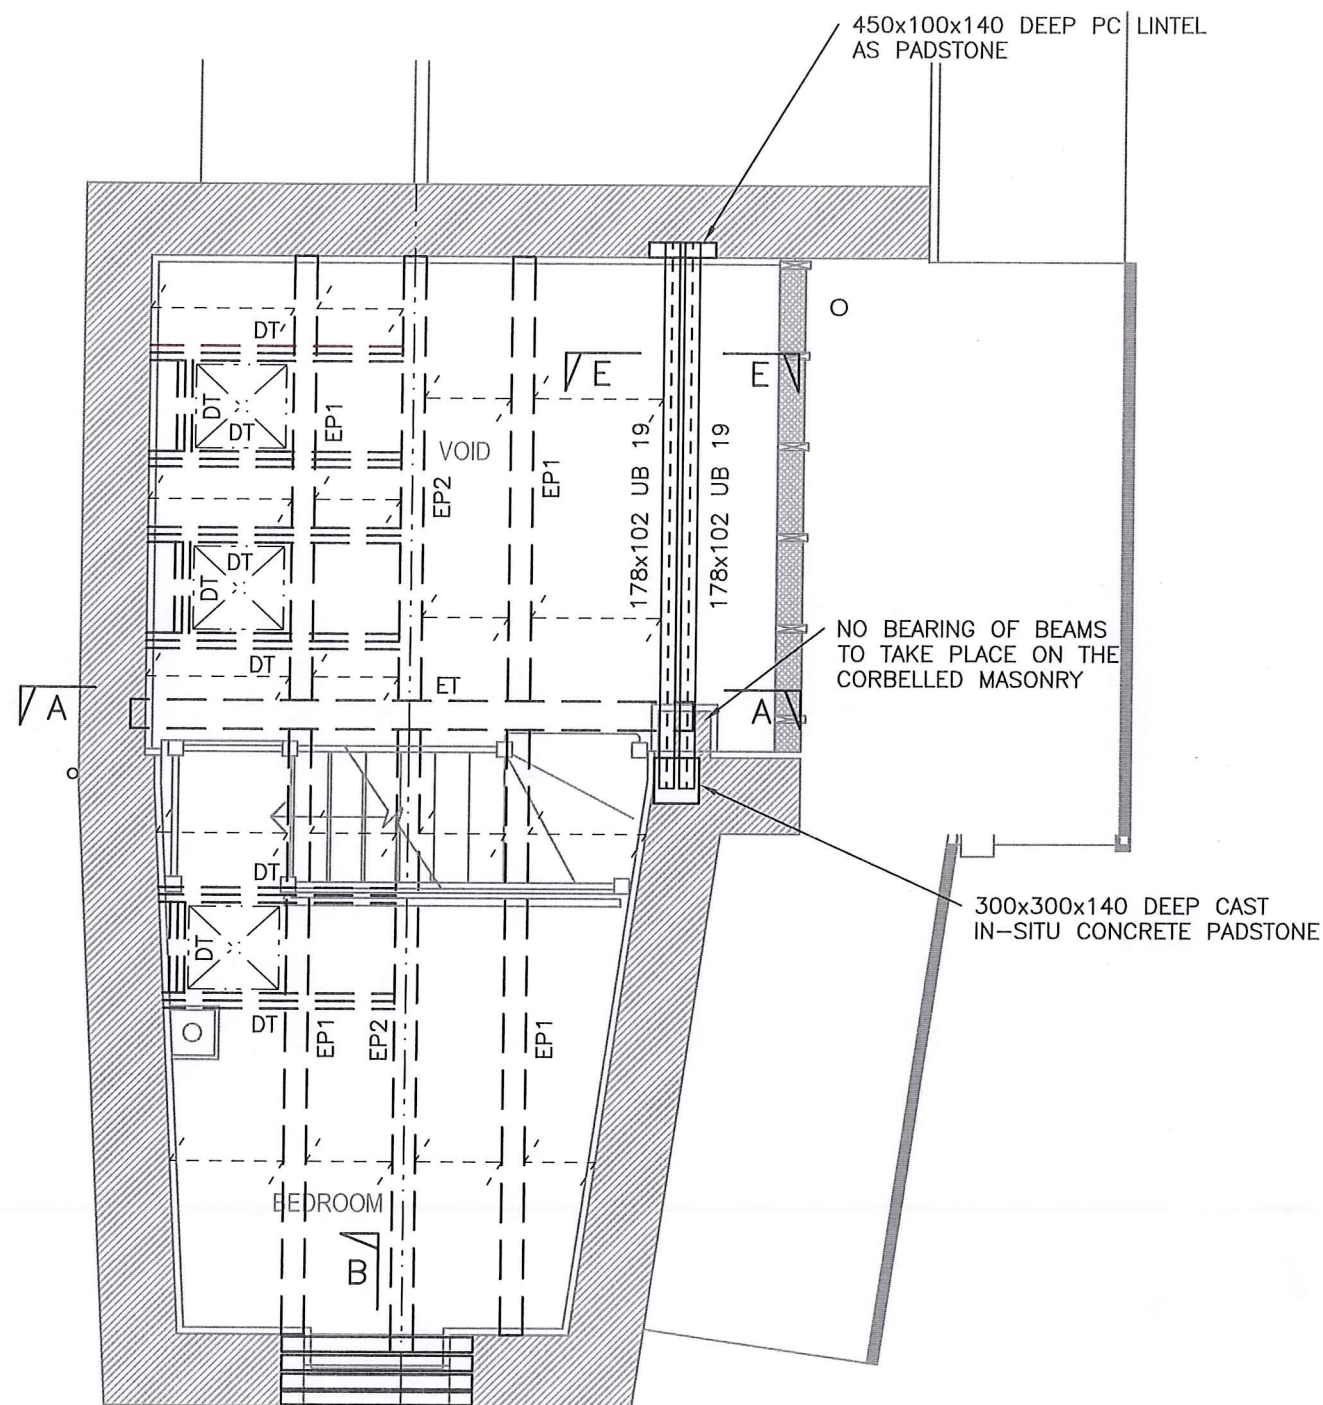 450x100x140 DEEP PC LINTEL
AS PADSTONE
DT
E
E
DT
DT
EP1
VOID
EP2
EP1
178x102 UB 19
178x102 UB 19
DT
DT
NO BEARING OF BEAMS
TO TAKE PLACE ON THE
CORBELLED MASONRY
DT
ET
A
A
DT
300x300x140 DEEP CAST
IN-SITU CONCRETE PADSTONE
DT
DT
EP1
EP2
EP1
BEDROOM
B